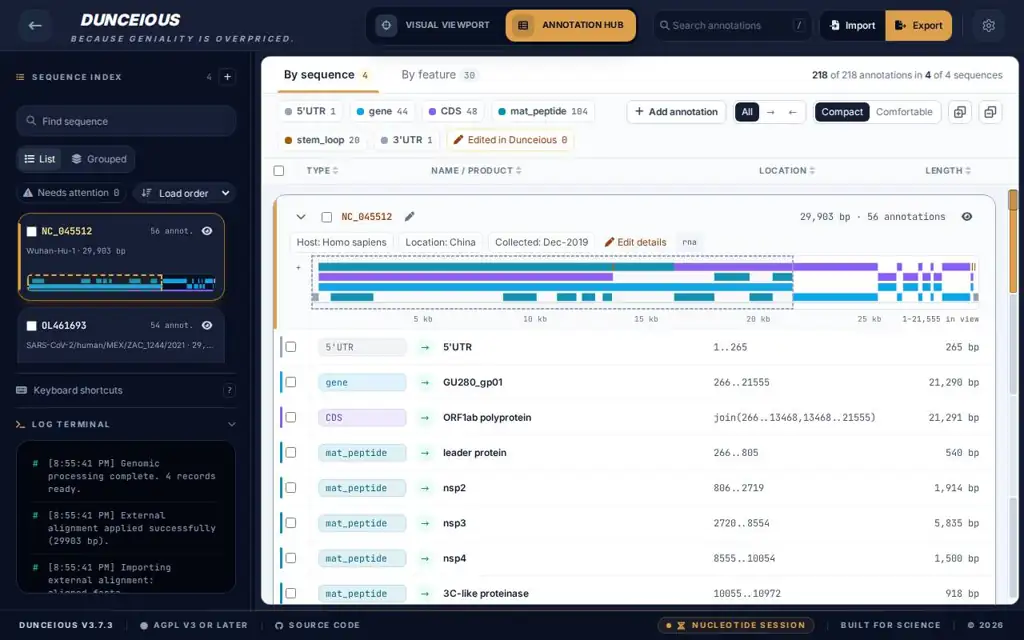 DUNCEIOUS
BECAUSE GENIALITY IS OVERPRICED.
VISUAL VIEWPORT
ANNOTATION HUB
Search annotations /
Import
Export
SEQUENCE INDEX 4 +
Find sequence
List Grouped
Needs attention 0 Load order
NC_045512 56 annot.
Wuhan-Hu-1 · 29,903 bp
OL461693 54 annot.
SARS-CoV-2/human/MEX/ZAC_1244/2021 · 29,...
Keyboard shortcuts ?
LOG TERMINAL
# [8:55:41 PM] Genomic
processing complete. 4 records
ready.
# [8:55:41 PM] External
alignment applied successfully
(29903 bp).
# [8:55:41 PM] Importing
external alignment:
aligned.fasta
By sequence 4 By feature 30 218 of 218 annotations in 4 of 4 sequences
5'UTR 1 gene 44 CDS 48 mat_peptide 104 + Add annotation All → ← Compact Comfortable
stem_loop 20 3'UTR 1 Edited in Dunceious 0
TYPE NAME / PRODUCT LOCATION LENGTH
NC_045512 29,903 bp · 56 annotations
Host: Homo sapiens Location: China Collected: Dec-2019 Edit details rna
+
5 kb 10 kb 15 kb 20 kb 25 kb 1–21,555 in view
5'UTR → 5'UTR 1..265 265 bp
gene → GU280_gp01 266..21555 21,290 bp
CDS → ORF1ab polyprotein join(266..13468,13468..21555) 21,291 bp
mat_peptide → leader protein 266..805 540 bp
mat_peptide → nsp2 806..2719 1,914 bp
mat_peptide → nsp3 2720..8554 5,835 bp
mat_peptide → nsp4 8555..10054 1,500 bp
mat_peptide → 3C-like proteinase 10055..10972 918 bp
DUNCEIOUS V3.7.3 AGPL V3 OR LATER SOURCE CODE NUCLEOTIDE SESSION BUILT FOR SCIENCE © 2026